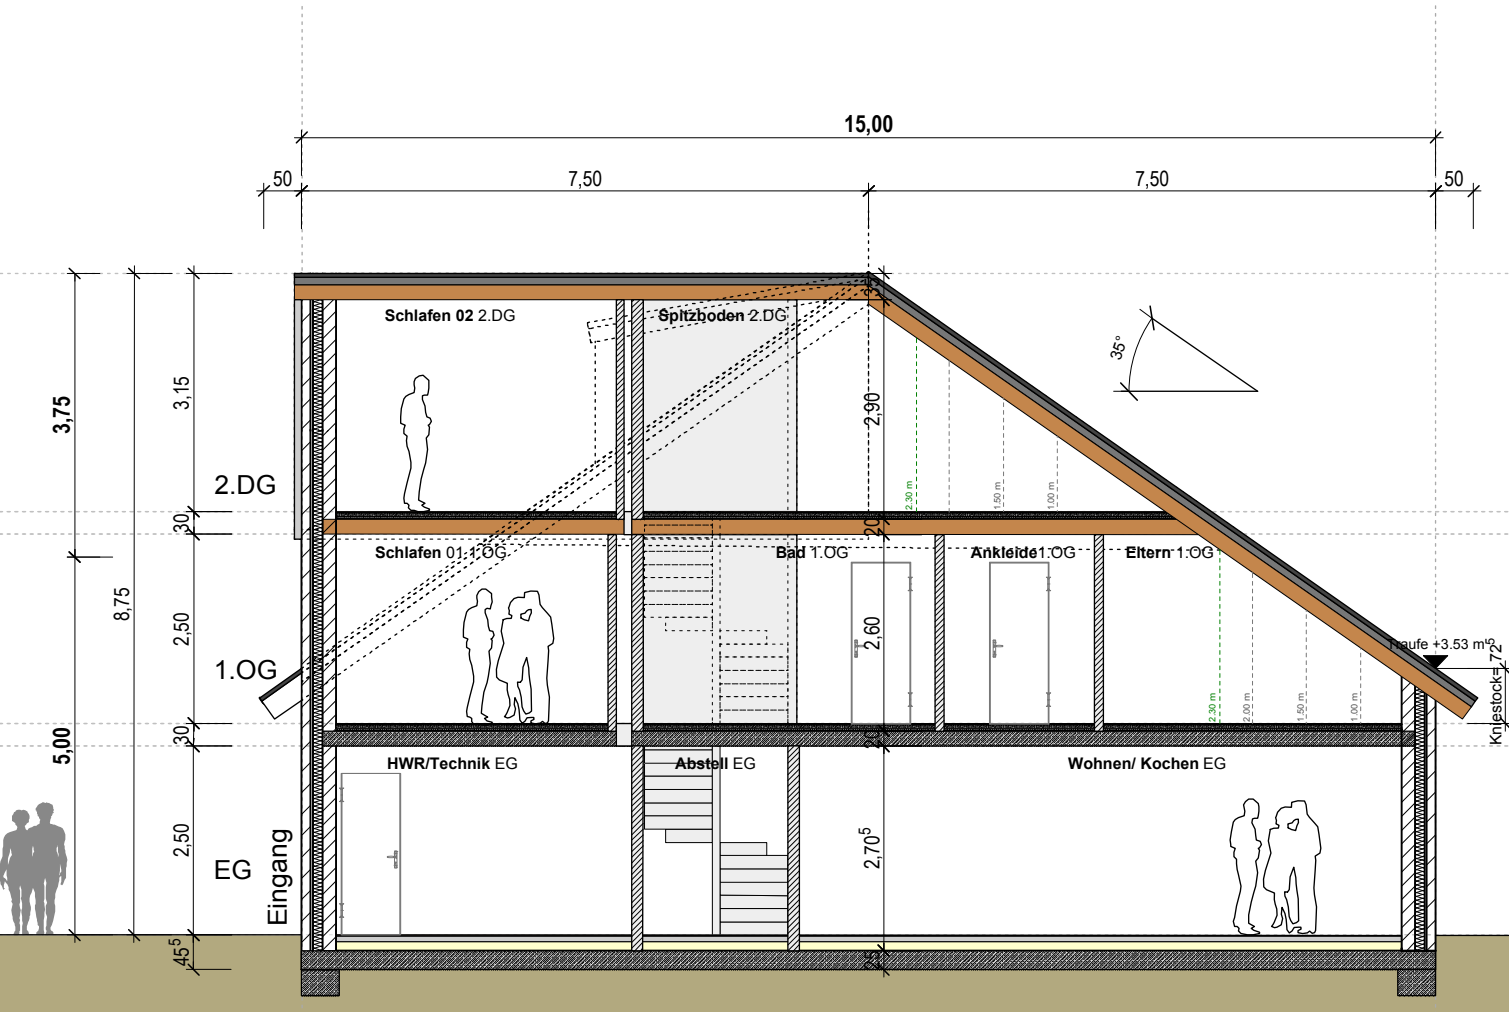 15,00
50
7,50
7,50
50
35
Schlafen 02 2.DG
Spitzboden 2.DG
35°
3,15
3,75
2,90
2.DG
2.30 m
1.50 m
1.00 m
30
20
Schlafen 01 1.OG
Bad 1.OG
Ankleide 1.OG
Eltern 1.OG
8,75
2,50
2,60
Traufe +3.53 m⁵
1.OG
Kniestock= 72⁵
2.30 m
2.00 m
1.50 m
1.00 m
30
20
5,00
HWR/Technik EG
Abstell EG
Wohnen/ Kochen EG
2,50
2,70⁵
EG
Eingang
45⁵
25